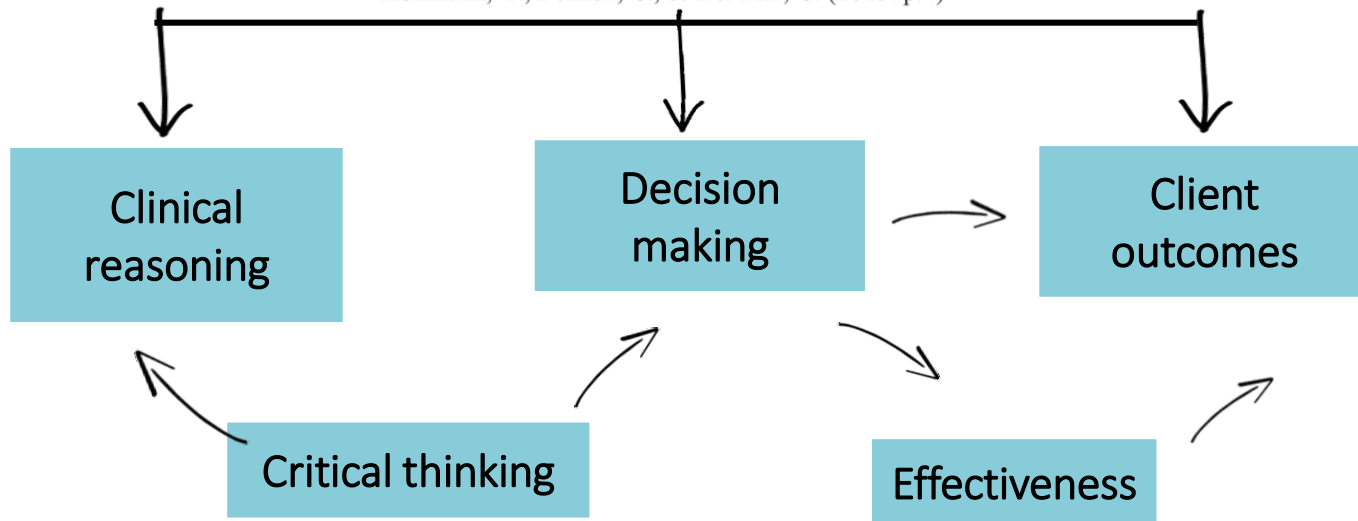 Clinical
reasoning
Decision
making
Client
outcomes
Critical thinking
Effectiveness